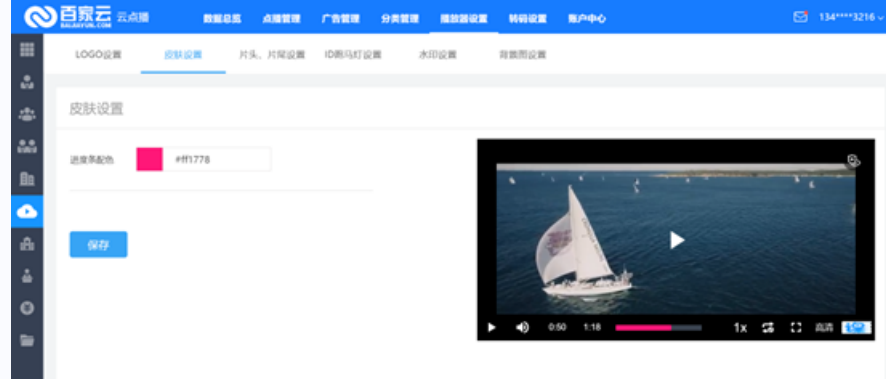 百家云 云点播 数据总览 点播管理 广告管理 分类管理 播放器设置 转码设置 账户中心 134****3216
BAIJIAYUN.COM
LOGO设置 皮肤设置 片头、片尾设置 ID跑马灯设置 水印设置 背景图设置
皮肤设置
进度条配色 #ff1778
保存
0:50 1:18 1x 高清